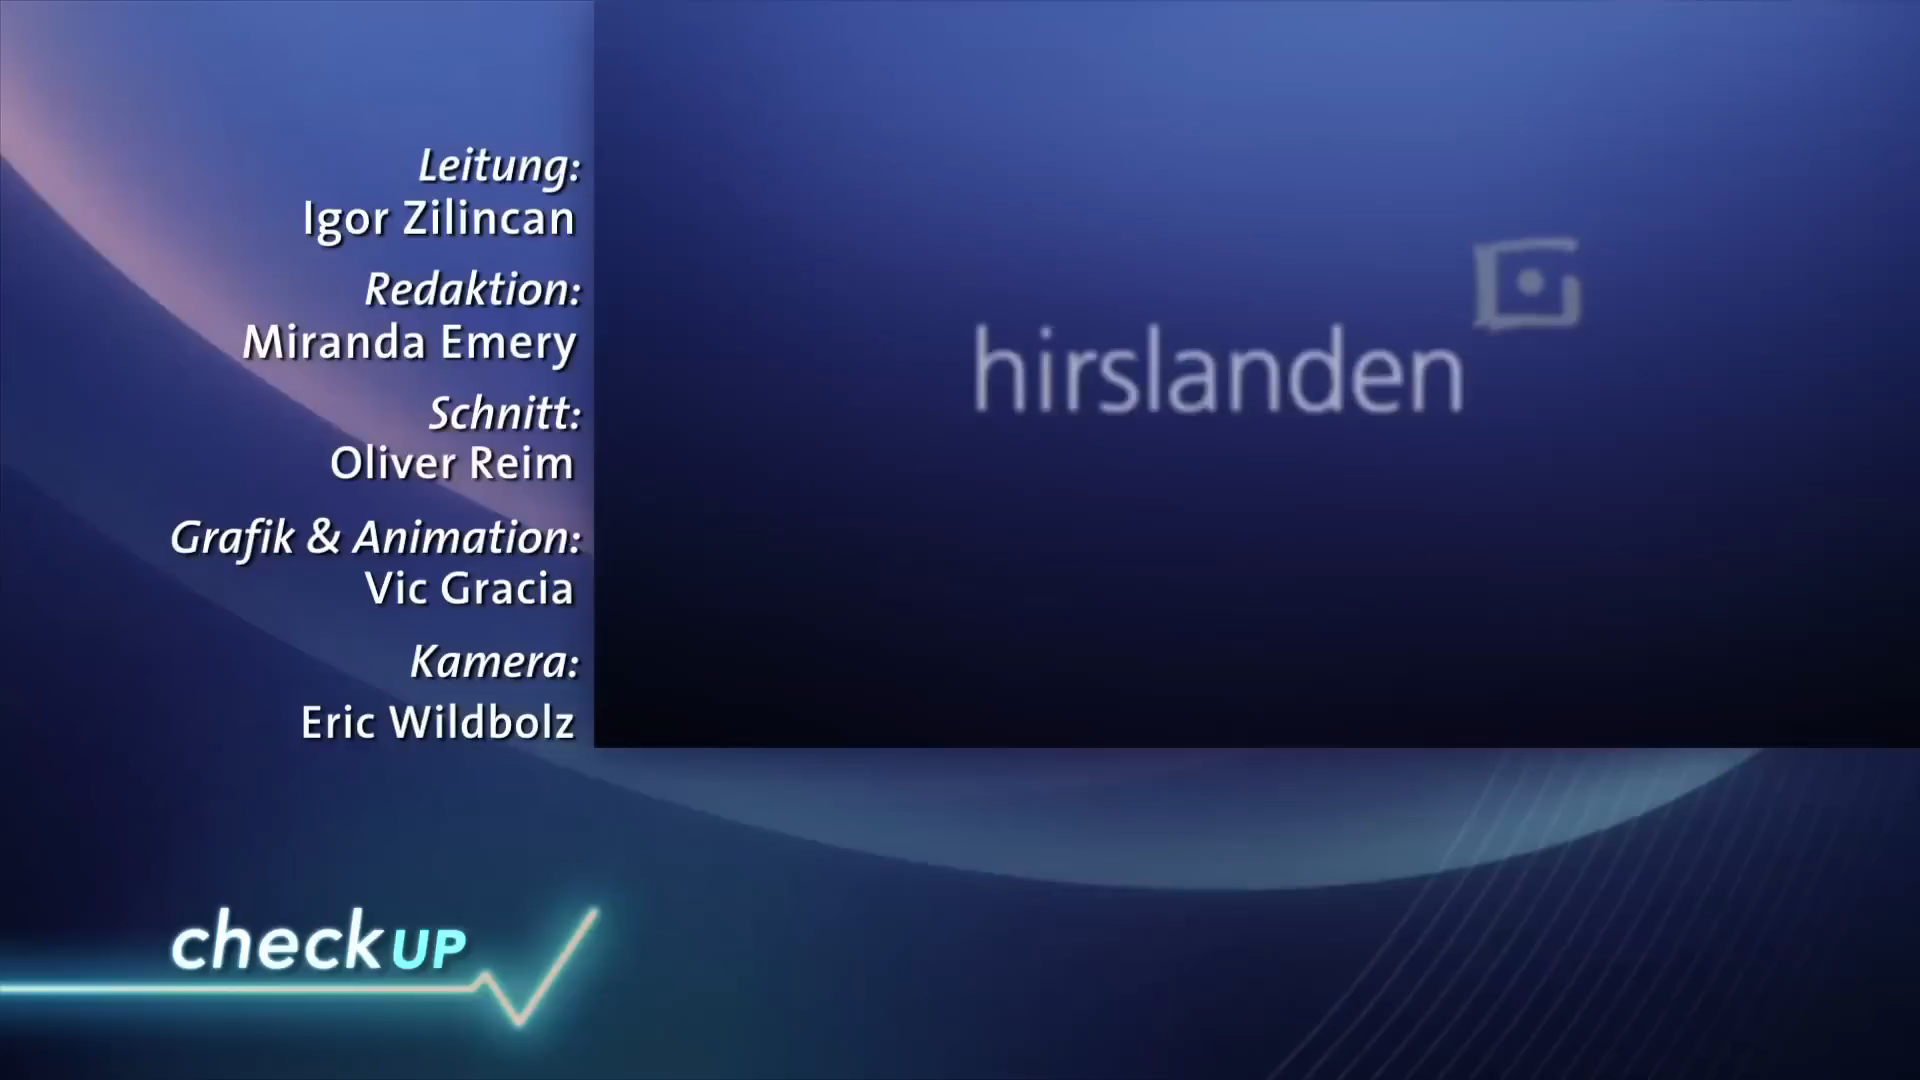 Leitung:
Igor Zilincan
Redaktion:
Miranda Emery
Schnitt:
Oliver Reim
Grafik & Animation:
Vic Gracia
Kamera:
Eric Wildbolz
hirslanden
checkUP